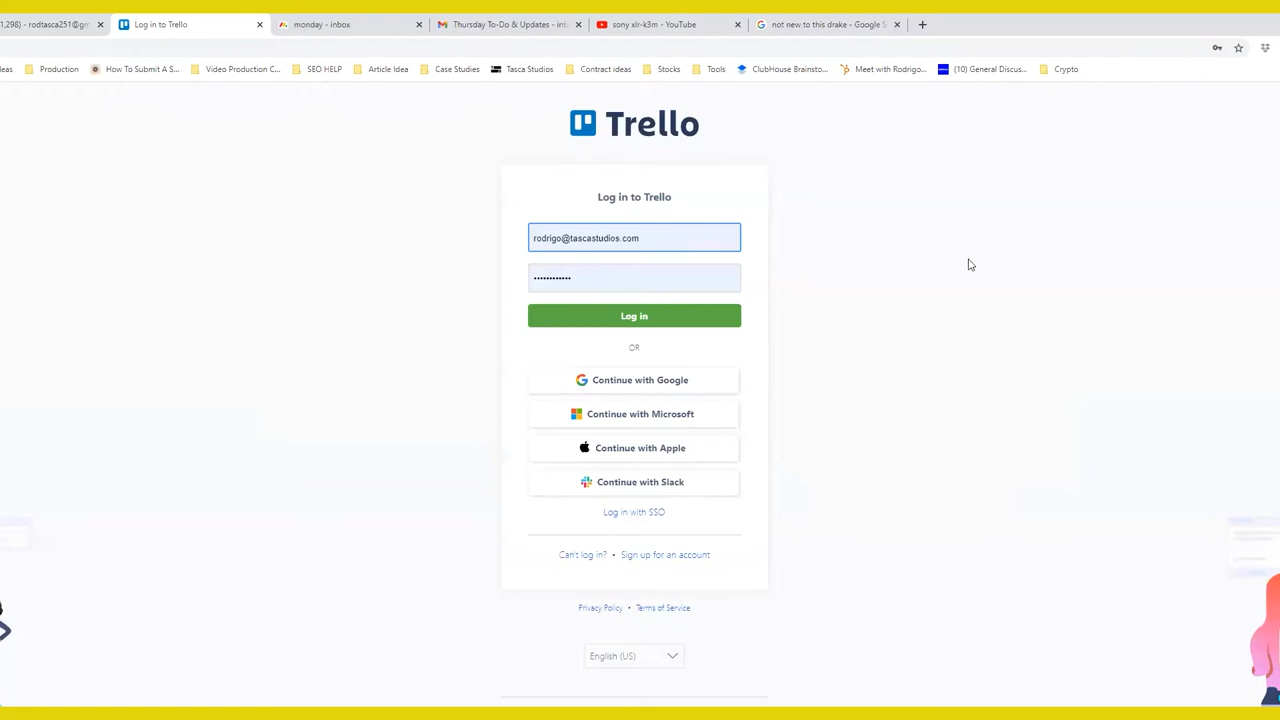 ,298) - rodtasca251@gm
Log in to Trello
monday - inbox
Thursday To-Do & Updates - int
sony xlr-k3m - YouTube
not new to this drake - Google S
eas
Production
How To Submit A S...
Video Production C...
SEO HELP
Article Idea
Case Studies
Tasca Studios
Contract ideas
Stocks
Tools
ClubHouse Brainsto...
Meet with Rodrigo...
(10) General Discus...
Crypto
Trello
Log in to Trello
rodrigo@tascastudios.com
••••••••••••
Log in
OR
Continue with Google
Continue with Microsoft
Continue with Apple
Continue with Slack
Log in with SSO
Can't log in? • Sign up for an account
Privacy Policy • Terms of Service
English (US)